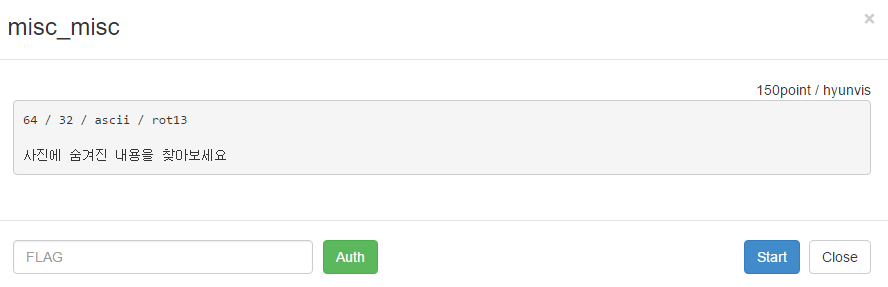 misc_misc
×
150point / hyunvis
64 / 32 / ascii / rot13
사진에 숨겨진 내용을 찾아보세요
FLAG
Auth
Start
Close